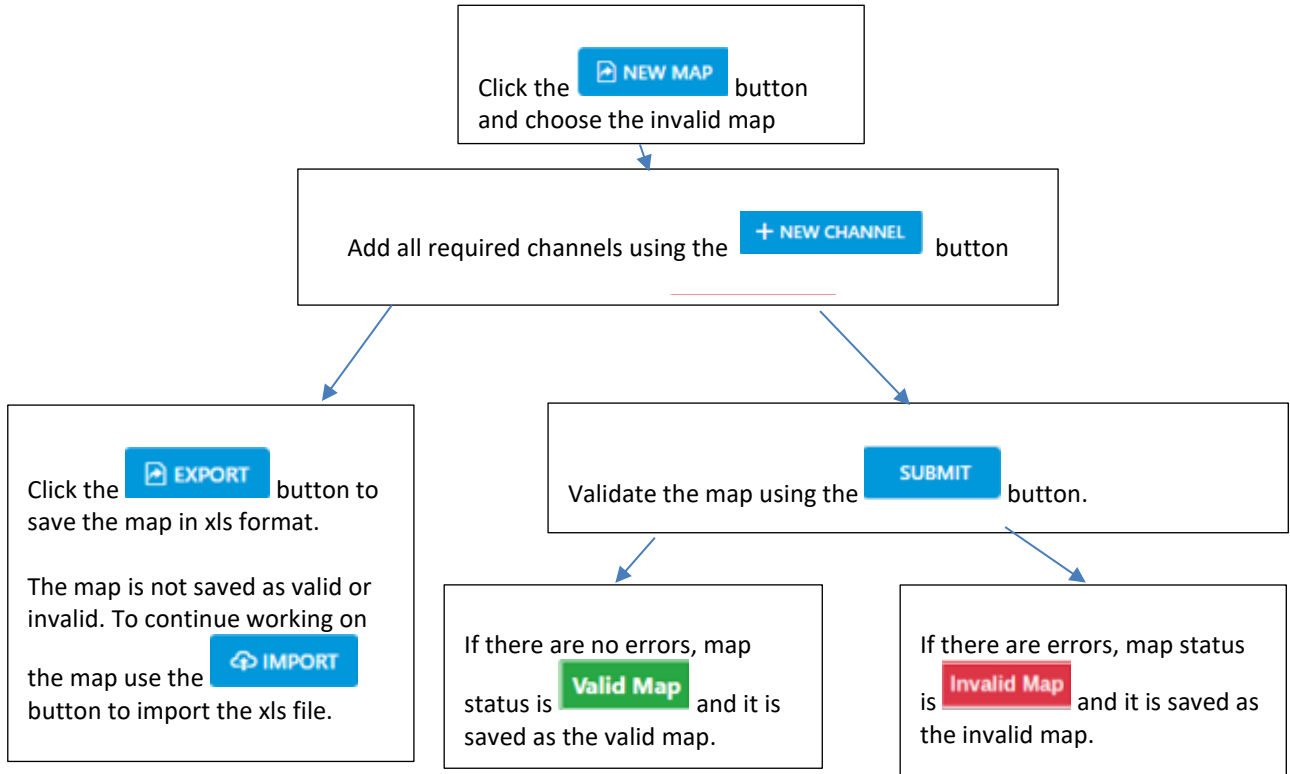 Click the NEW MAP button
and choose the invalid map
Add all required channels using the + NEW CHANNEL button
Click the EXPORT button to
save the map in xls format.
The map is not saved as valid or
invalid. To continue working on
the map use the IMPORT
button to import the xls file.
Validate the map using the SUBMIT button.
If there are no errors, map
status is Valid Map and it is
saved as the valid map.
If there are errors, map status
is Invalid Map and it is saved as
the invalid map.